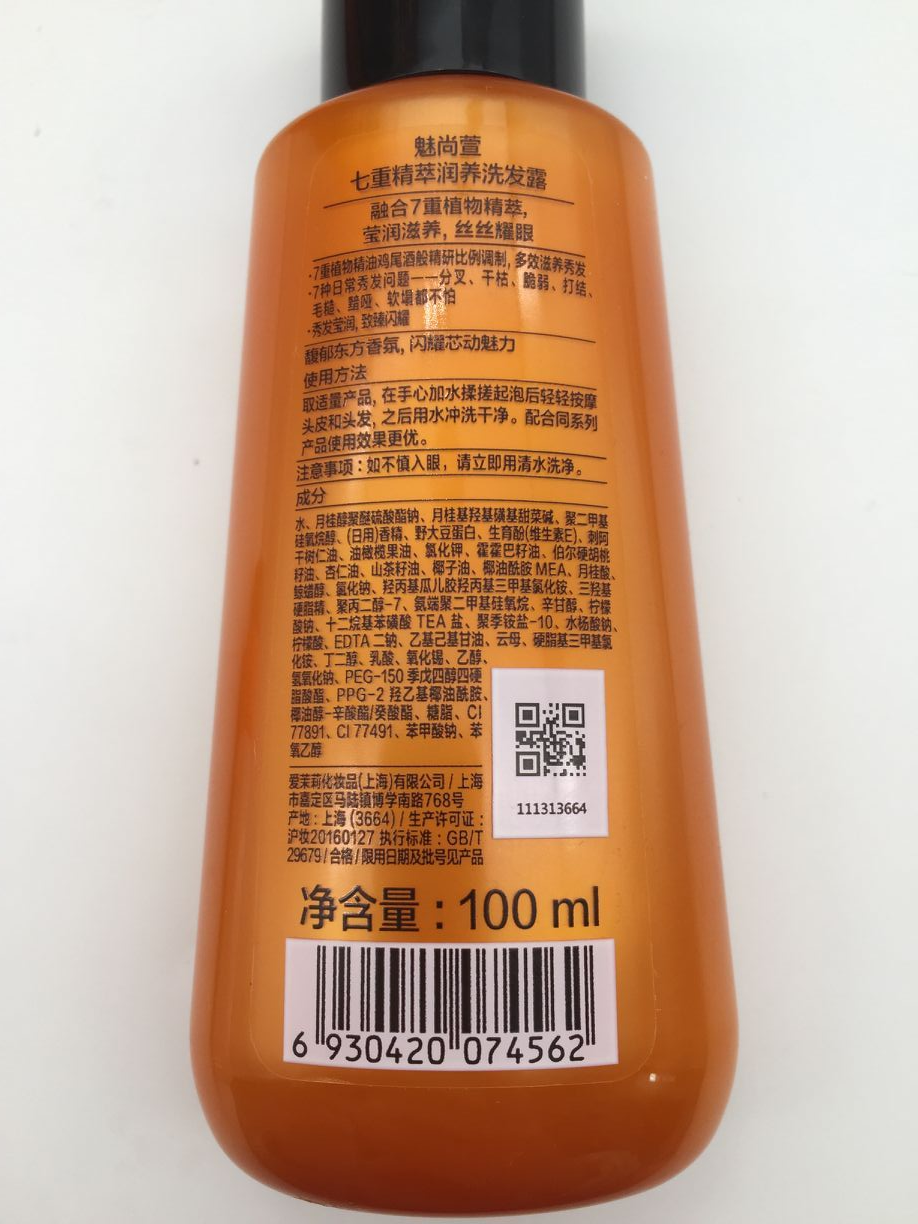 魅尚萱
七重精萃润养洗发露
融合7重植物精萃,
莹润滋养, 丝丝耀眼
·7重植物精油鸡尾酒般精研比例调制, 多效滋养秀发
·7种日常秀发问题——分叉、干枯、脆弱、打结、
毛糙、黯哑、软塌都不怕
·秀发莹润, 致臻闪耀
馥郁东方香氛, 闪耀芯动魅力
使用方法
取适量产品, 在手心加水揉搓起泡后轻轻按摩
头皮和头发, 之后用水冲洗干净。配合同系列
产品使用效果更优。
注意事项：如不慎入眼，请立即用清水洗净。
成分
水、月桂醇聚醚硫酸酯钠、月桂基羟基磺基甜菜碱、聚二甲基
硅氧烷醇、(日用)香精、野大豆蛋白、生育酚(维生素E)、刺阿
干树仁油、油橄榄果油、氯化钾、霍霍巴籽油、伯尔硬胡桃
籽油、杏仁油、山茶籽油、椰子油、椰油酰胺 MEA、月桂酸、
鲸蜡醇、氯化钠、羟丙基瓜儿胶羟丙基三甲基氯化铵、三羟基
硬脂精、聚丙二醇-7、氨端聚二甲基硅氧烷、辛甘醇、柠檬
酸钠、十二烷基苯磺酸 TEA 盐、聚季铵盐-10、水杨酸钠、
柠檬酸、EDTA 二钠、乙基己基甘油、云母、硬脂基三甲基氯
化铵、丁二醇、乳酸、氧化锡、乙醇、
氢氧化钠、PEG-150 季戊四醇四硬
脂酸酯、PPG-2 羟乙基椰油酰胺、
椰油醇-辛酸酯/癸酸酯、糖脂、CI
77891、CI 77491、苯甲酸钠、苯
氧乙醇
111313664
爱茉莉化妆品(上海)有限公司 / 上海
市嘉定区马陆镇博学南路768号
产地：上海 (3664) / 生产许可证：
沪妆20160127 执行标准：GB/T
29679 / 合格 / 限用日期及批号见产品
净含量：100 ml
6 930420 074562